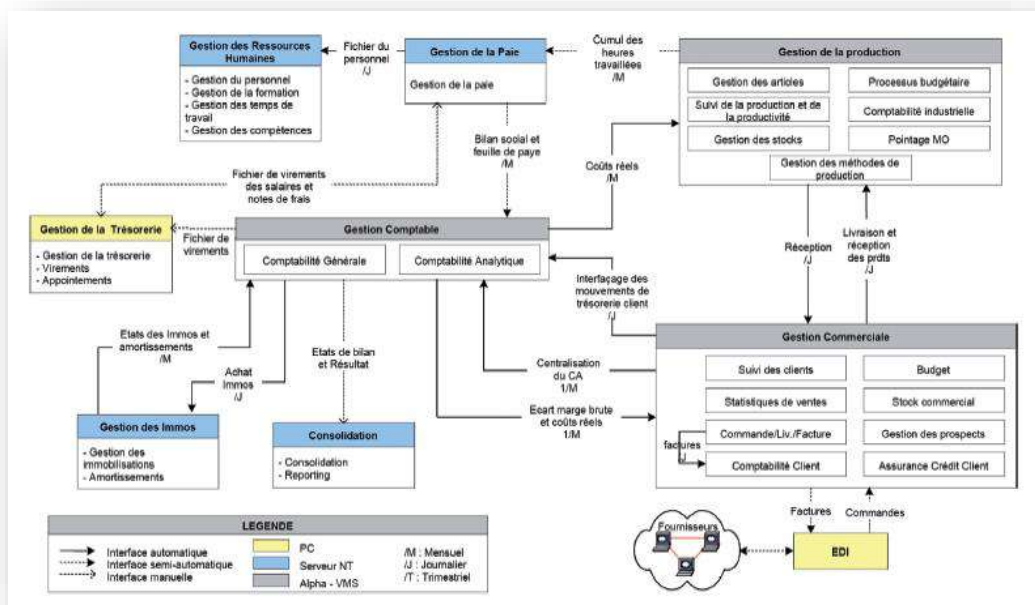 Gestion des Ressources
Humaines
- Gestion du personnel
- Gestion de la formation
- Gestion des temps de
travail
- Gestion des compétences
Fichier du
personnel
/J
Gestion de la Paie
Gestion de la paie
Cumul des
heures
travaillées
/M
Gestion de la production
Gestion des articles
Processus budgétaire
Suivi de la production et de
la productivité
Comptabilité industrielle
Gestion des stocks
Pointage MO
Gestion des méthodes de
production
Bilan social et
feuille de paye
/M
Coûts réels
/M
Fichier de virements
des salaires et
notes de frais
Gestion de la Trésorerie
- Gestion de la trésorerie
- Virements
- Appointements
Fichier de
virements
Gestion Comptable
Comptabilité Générale
Comptabilité Analytique
Réception
/J
Livraison et
réception
des prdts
/J
Interfaçage des
mouvements de
trésorerie client
/J
Etats des Immos et
amortissements
/M
Achat
Immos
/J
Etats de bilan
et Résultat
Centralisation
du CA
1/M
Ecart marge brute
et coûts réels
1/M
Gestion Commerciale
Suivi des clients
Budget
Statistiques de ventes
Stock commercial
Commande/Liv./Facture
Gestion des prospects
factures
/J
Comptabilité Client
Assurance Crédit Client
Gestion des Immos
- Gestion des
immobilisations
- Amortissements
Consolidation
- Consolidation
- Reporting
Factures
Commandes
Fournisseurs
EDI
LEGENDE
Interface automatique
Interface semi-automatique
Interface manuelle
PC
Serveur NT
Alpha - VMS
/M : Mensuel
/J : Journalier
/T : Trimestriel